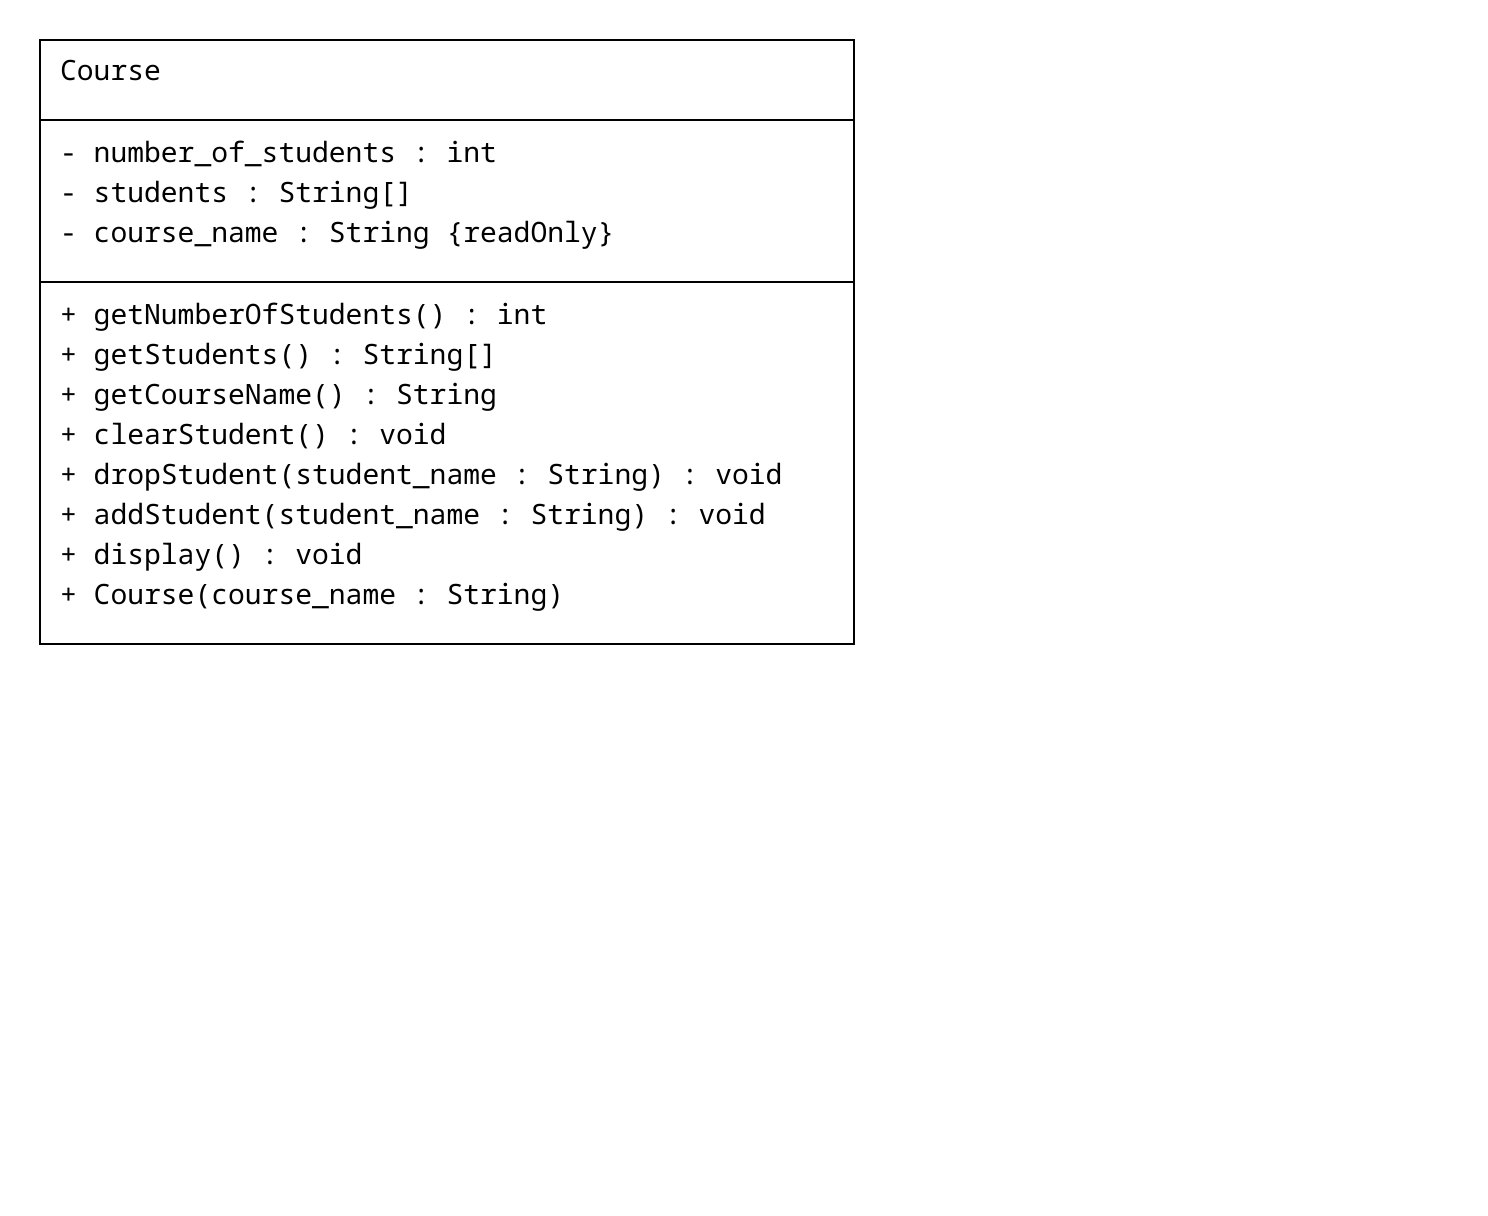 Course
- number_of_students : int
- students : String[]
- course_name : String {readOnly}
+ getNumberOfStudents() : int
+ getStudents() : String[]
+ getCourseName() : String
+ clearStudent() : void
+ dropStudent(student_name : String) : void
+ addStudent(student_name : String) : void
+ display() : void
+ Course(course_name : String)